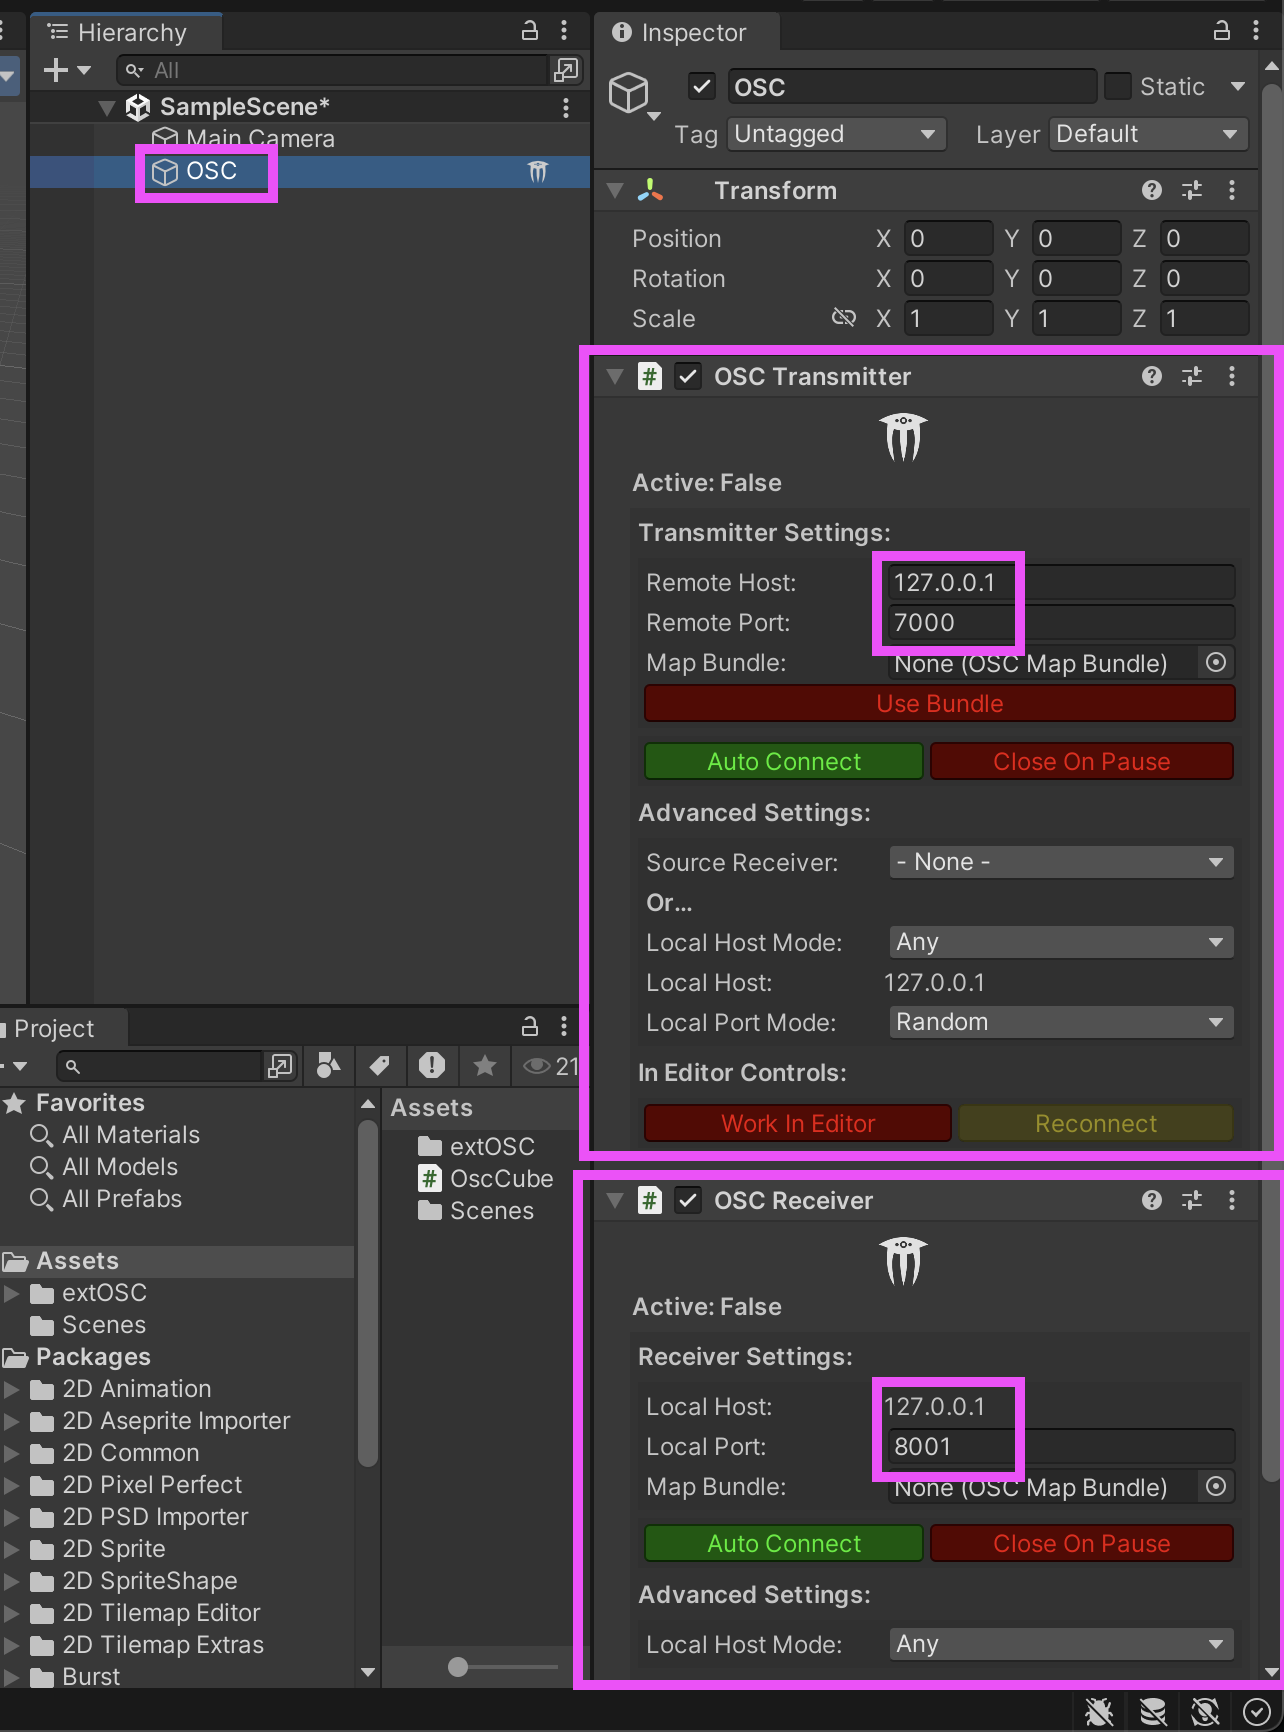 Hierarchy
All
SampleScene*
Main Camera
OSC
Inspector
OSC
Static
Tag Untagged Layer Default
Transform
Position X 0 Y 0 Z 0
Rotation X 0 Y 0 Z 0
Scale X 1 Y 1 Z 1
# OSC Transmitter
Active: False
Transmitter Settings:
Remote Host: 127.0.0.1
Remote Port: 7000
Map Bundle: None (OSC Map Bundle)
Use Bundle
Auto Connect Close On Pause
Advanced Settings:
Source Receiver: - None -
Or...
Local Host Mode: Any
Local Host: 127.0.0.1
Local Port Mode: Random
In Editor Controls:
Work In Editor Reconnect
# OSC Receiver
Active: False
Receiver Settings:
Local Host: 127.0.0.1
Local Port: 8001
Map Bundle: None (OSC Map Bundle)
Auto Connect Close On Pause
Advanced Settings:
Local Host Mode: Any
Project
21
Favorites
All Materials
All Models
All Prefabs
Assets
extOSC
Scenes
Packages
2D Animation
2D Aseprite Importer
2D Common
2D Pixel Perfect
2D PSD Importer
2D Sprite
2D SpriteShape
2D Tilemap Editor
2D Tilemap Extras
Burst
Assets
extOSC
# OscCube
Scenes